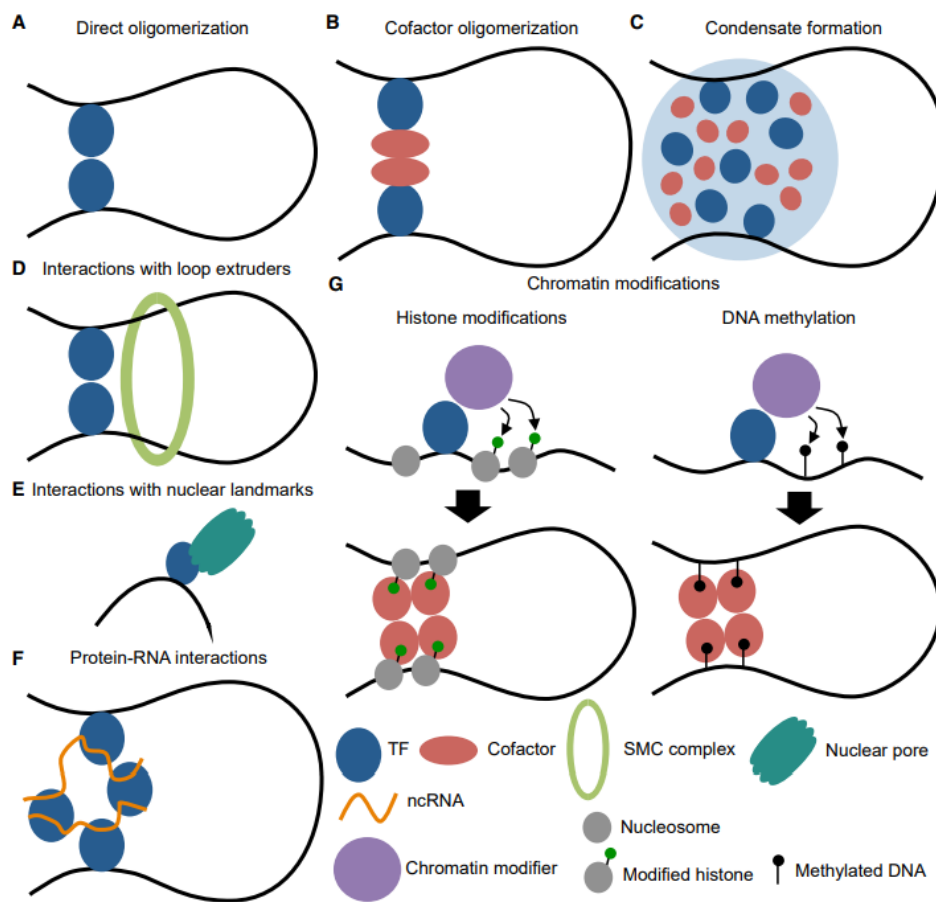 A Direct oligomerization
B Cofactor oligomerization
C Condensate formation
D Interactions with loop extruders
E Interactions with nuclear landmarks
F Protein-RNA interactions
G Chromatin modifications
Histone modifications
DNA methylation
TF
Cofactor
SMC complex
Nuclear pore
ncRNA
Nucleosome
Chromatin modifier
Modified histone
Methylated DNA